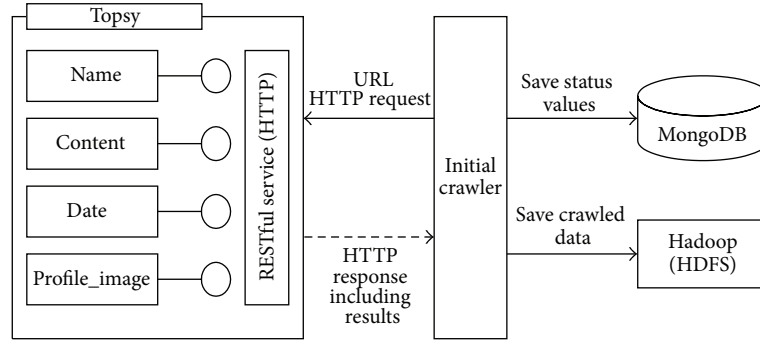 Topsy
Name
Content
Date
Profile_image
RESTful service (HTTP)
URL
HTTP request
HTTP
response
including
results
Initial
crawler
Save status
values
MongoDB
Save crawled
data
Hadoop
(HDFS)